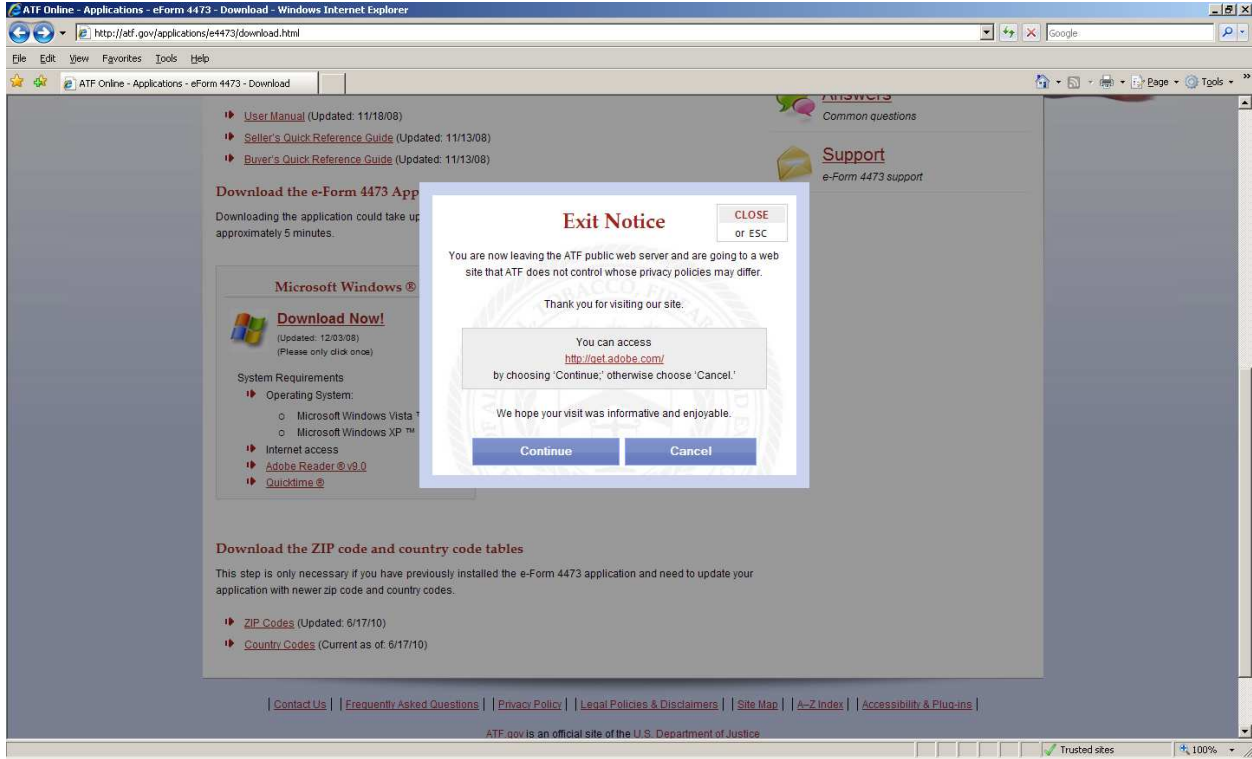 ATF Online - Applications - eForm 4473 - Download - Windows Internet Explorer
http://atf.gov/applications/e4473/download.html
Google
File Edit View Favorites Tools Help
ATF Online - Applications - eForm 4473 - Download
Page Tools »
User Manual (Updated: 11/18/08)
Seller's Quick Reference Guide (Updated: 11/13/08)
Buyer's Quick Reference Guide (Updated: 11/13/08)
Answers
Common questions
Support
e-Form 4473 support
Download the e-Form 4473 App
Downloading the application could take up
approximately 5 minutes.
Microsoft Windows ®
Download Now!
(Updated: 12/03/08)
(Please only click once)
System Requirements
Operating System:
o Microsoft Windows Vista
o Microsoft Windows XP ™
Internet access
Adobe Reader ® v9.0
Quicktime ®
Exit Notice
CLOSE
or ESC
You are now leaving the ATF public web server and are going to a web
site that ATF does not control whose privacy policies may differ.
Thank you for visiting our site.
You can access
http://get.adobe.com/
by choosing 'Continue;' otherwise choose 'Cancel.'
We hope your visit was informative and enjoyable.
Continue Cancel
Download the ZIP code and country code tables
This step is only necessary if you have previously installed the e-Form 4473 application and need to update your
application with newer zip code and country codes.
ZIP Codes (Updated: 6/17/10)
Country Codes (Current as of: 6/17/10)
| Contact Us | | Frequently Asked Questions | | Privacy Policy | | Legal Policies & Disclaimers | | Site Map | | A–Z Index | | Accessibility & Plug-ins |
ATF.gov is an official site of the U.S. Department of Justice
Trusted sites 100%